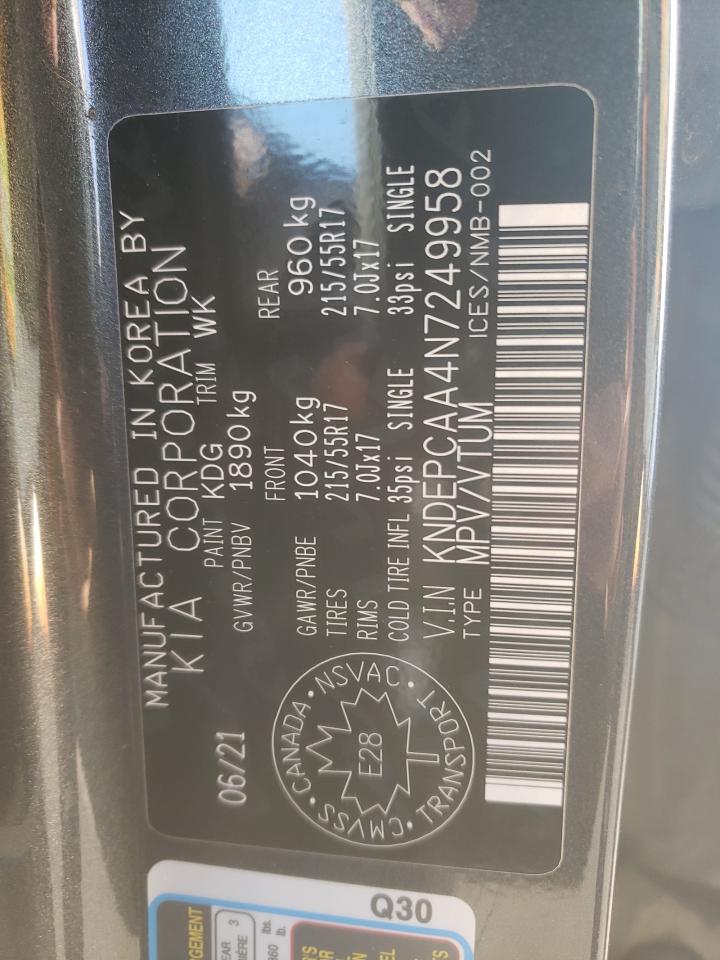 MANUFACTURED IN KOREA BY
KIA CORPORATION
06/21 PAINT KDG TRIM WK
GVWR/PNBV 1890kg
FRONT REAR
GAWR/PNBE 1040kg 960kg
TIRES 215/55R17 215/55R17
RIMS 7.0Jx17 7.0Jx17
COLD TIRE INFL 35psi SINGLE 33psi SINGLE
V.I.N KNDEPCAA4N7249958
TYPE MPV/VTUM ICES/NMB-002
CANADA • NSVAC • TRANSPORT • CMVSS •
E28
Q30